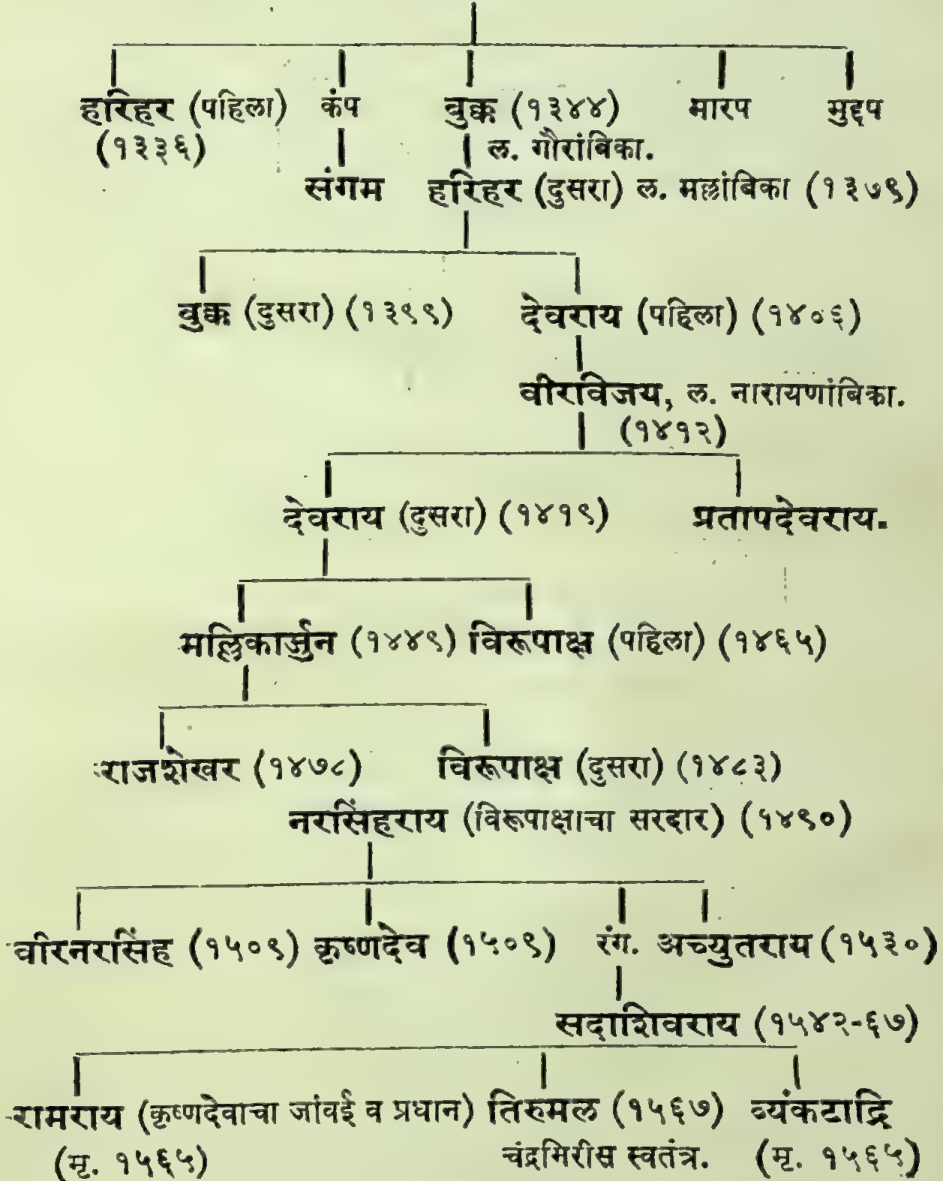 हरिहर (पहिला) कंप बुक्क (१३४४) मारप मुद्दप
(१३३६) ल. गौरांबिका.
संगम हरिहर (दुसरा) ल. मल्लांबिका (१३७९)
बुक्क (दुसरा) (१३९९) देवराय (पहिला) (१४०६)
वीराविजय, ल. नारायणांबिका.
(१४१२)
देवराय (दुसरा) (१४१९) प्रतापदेवराय.
मल्लिकार्जुन (१४४९) विरूपाक्ष (पहिला) (१४६५)
राजशेखर (१४७८) विरूपाक्ष (दुसरा) (१४८३)
नरसिंहराय (विरूपाक्षाचा सरदार) (१४९०)
वीरनरसिंह (१५०९) कृष्णदेव (१५०९) रंग. अच्युतराय (१५३०)
सदाशिवराय (१५४२-६७)
रामराय (कृष्णदेवाचा जांवई व प्रधान) तिरुमल (१५६७) व्यंकटाद्रि
(मृ. १५६५) चंद्रगिरीस स्वतंत्र. (मृ. १५६५)